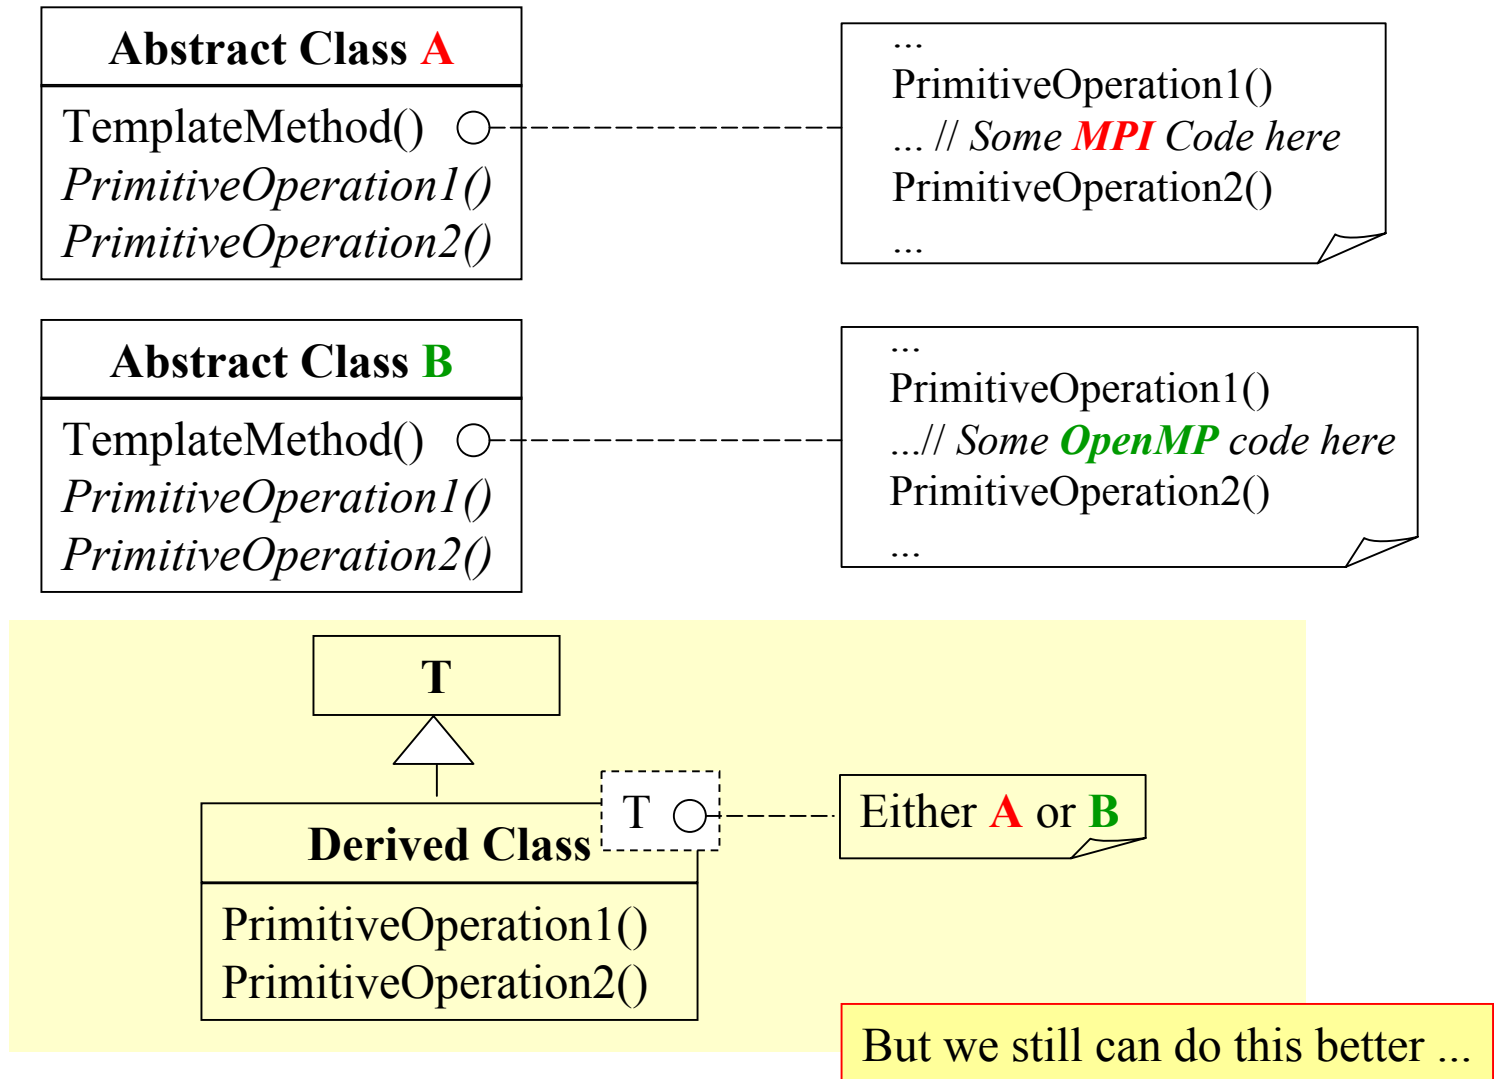 Abstract Class A
TemplateMethod()
PrimitiveOperation1()
PrimitiveOperation2()
...
PrimitiveOperation1()
... // Some MPI Code here
PrimitiveOperation2()
...
Abstract Class B
TemplateMethod()
PrimitiveOperation1()
PrimitiveOperation2()
...
PrimitiveOperation1()
...// Some OpenMP code here
PrimitiveOperation2()
...
T
T
Either A or B
Derived Class
PrimitiveOperation1()
PrimitiveOperation2()
But we still can do this better ...